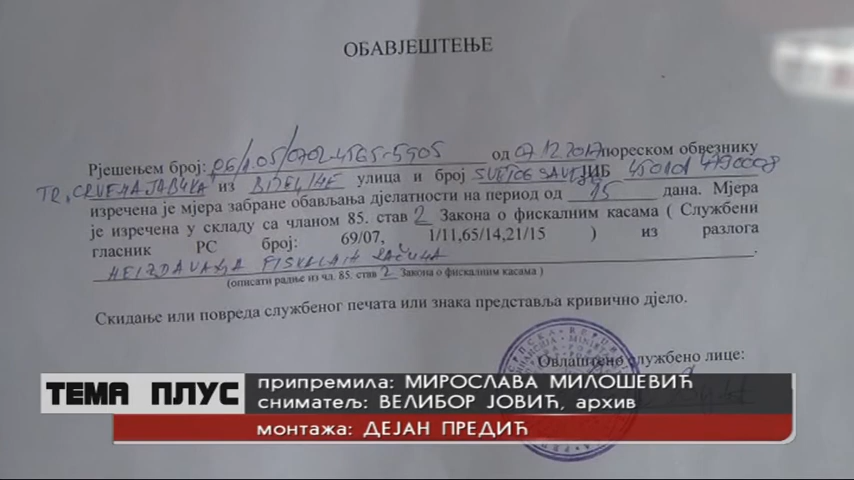 ОБАВЈЕШТЕЊЕ
Рјешењем број: 06/1.05/0702-4565-5905 од 07.12.2017 пореском обвезнику
TR "CRVENA JABUKA из BIJELJINE улица и број SVETOG SAVE ЈИБ
изречена је мјера забране обављања дјелатности на период од 15 дана. Мјера
је изречена у складу са чланом 85. став 2 Закона о фискалним касама ( Службени
гласник РС број: 69/07, 1/11,65/14,21/15 ) из разлога
NEIZDAVANJA FISKALNIH RAČUNA .
(описати радње из чл. 85. став 2 Закона о фискалним касама )
Скидање или повреда службеног печата или знака представља кривично дјело.
Овлаштено службено лице:
ТЕМА ПЛУС
припремила: МИРОСЛАВА МИЛОШЕВИЋ
сниматељ: ВЕЛИБОР ЈОВИЋ, архив
монтажа: ДЕЈАН ПРЕДИЋ